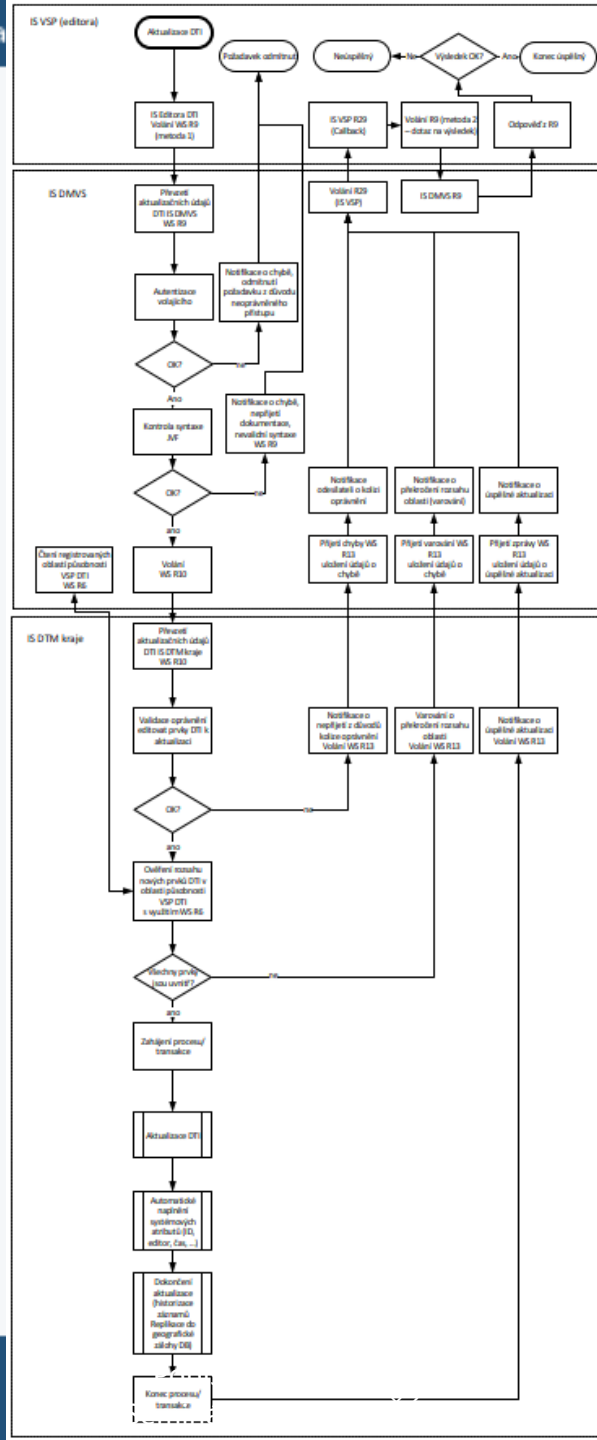 IS VSP (editora)
Aktualizace DTI
Požadavek odmítnut
Neúspěšný
Ne
Výsledek OK?
Ano
Konec úspěšný
IS Editora DTI
Volání WS R9
(metoda 1)
IS VSP R29
(Callback)
Volání R9 (metoda 2
– dotaz na výsledek)
Odpověď z R9
IS DMVS
Převzetí
aktualizačních údajů
DTI IS DMVS
WS R9
Volání R29
(IS VSP)
IS DMVS R9
Autentizace
volajícího
Notifikace o chybě,
odmítnutí
požadavku z důvodu
neoprávněného
přístupu
OK?
ne
Ano
Kontrola syntaxe
JVF
Notifikace o chybě,
nepřijetí
dokumentace,
nevalidní syntaxe
WS R9
OK?
ne
ano
Notifikace
odesílateli o kolizi
oprávnění
Notifikace o
překročení rozsahu
oblasti (varování)
Notifikace o
úspěšné aktualizaci
Čtení registrovaných
oblastí působnosti
VSP DTI
WS R6
Volání
WS R10
Přijetí chyby WS
R13
uložení údajů o
chybě
Přijetí varování WS
R13
uložení údajů o
chybě
Přijetí zprávy WS
R13
uložení údajů o
úspěšné aktualizaci
IS DTM kraje
Převzetí
aktualizačních údajů
DTI IS DTM kraje
WS R10
Validace oprávnění
editovat prvky DTI k
aktualizaci
Notifikace o
nepřijetí z důvodů
kolize oprávnění
Volání WS R13
Varování o
překročení rozsahu
oblasti
Volání WS R13
Notifikace o
úspěšné aktualizaci
Volání WS R13
OK?
ne
ano
Ověření rozsahu
nových prvků DTI v
oblasti působnosti
VSP DTI
s využitím WS R6
Všechny prvky
jsou uvnitř?
ne
ano
Zahájení procesu/
transakce
Aktualizace DTI
Automatické
naplnění
systémových
atributů (ID,
editor, čas, ...)
Dokončení
aktualizace
(historizace
záznamů
Replikace do
geografické
zálohy DB)
Konec procesu/
transakce